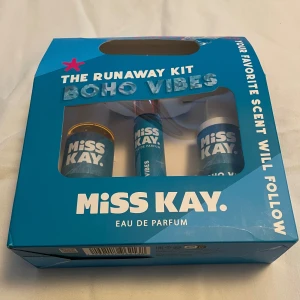 THE RUNAWAY KIT
BOHO VIBES
YOUR FAVORITE SCENT WILL FOLLOW
MiSS
KAY.
MiSS
KAY.
VIBES
MiSS
KAY.
MiSS KAY.
EAU DE PARFUM